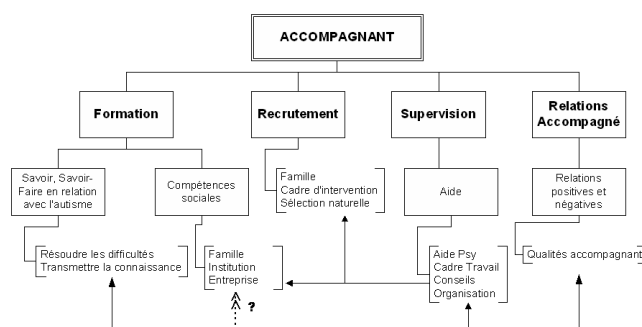 ACCOMPAGNANT
Formation
Recrutement
Supervision
Relations
Accompagné
Savoir, Savoir-
Faire en relation
avec l'autisme
Compétences
sociales
Famille
Cadre d'intervention
Sélection naturelle
Aide
Relations
positives et
négatives
Résoudre les difficultés
Transmettre la connaissance
Famille
Institution
Entreprise
Aide Psy
Cadre Travail
Conseils
Organisation
Qualités accompagnant
?